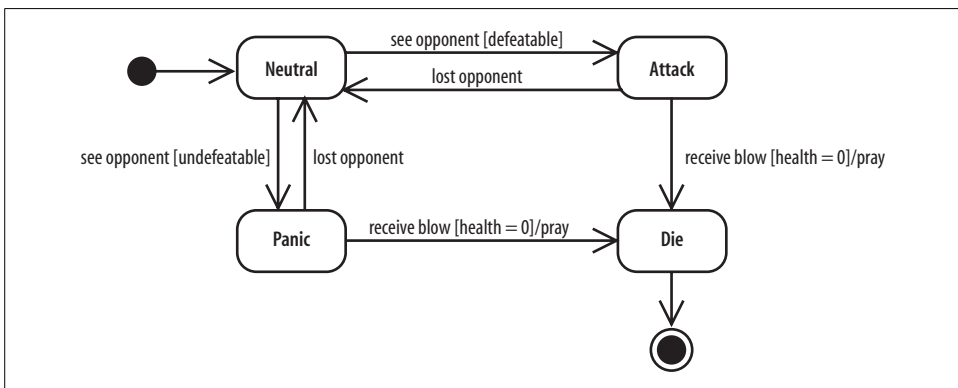 see opponent [defeatable]
Neutral
Attack
lost opponent
see opponent [undefeatable]
lost opponent
receive blow [health = 0]/pray
Panic
receive blow [health = 0]/pray
Die